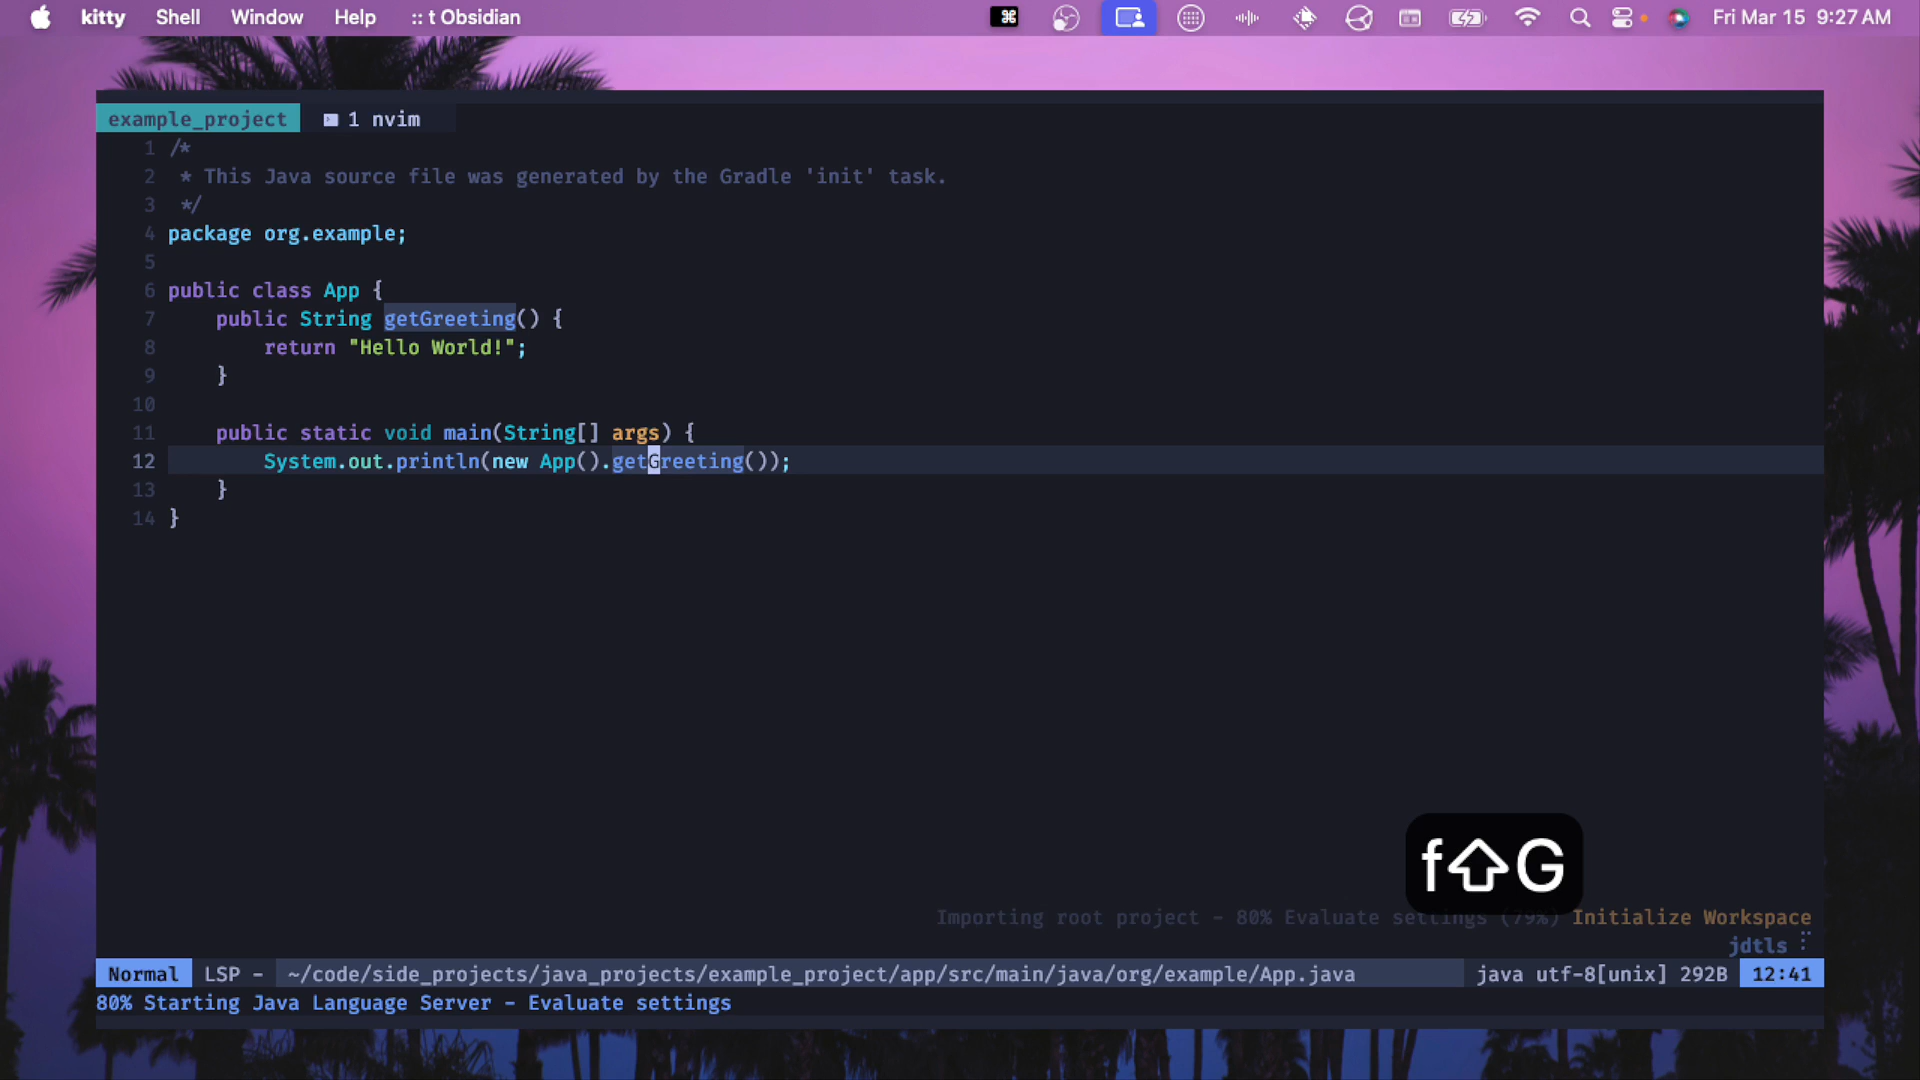 kitty Shell Window Help :: t Obsidian Fri Mar 15 9:27 AM
example_project 1 nvim
1 /*
2 * This Java source file was generated by the Gradle 'init' task.
3 */
4 package org.example;
5
6 public class App {
7 public String getGreeting() {
8 return "Hello World!";
9 }
10
11 public static void main(String[] args) {
12 System.out.println(new App().getGreeting());
13 }
14 }
f⇧G
Importing root project - 80% Evaluate settings (79%) Initialize Workspace
jdtls
Normal LSP - ~/code/side_projects/java_projects/example_project/app/src/main/java/org/example/App.java java utf-8[unix] 292B 12:41
80% Starting Java Language Server - Evaluate settings